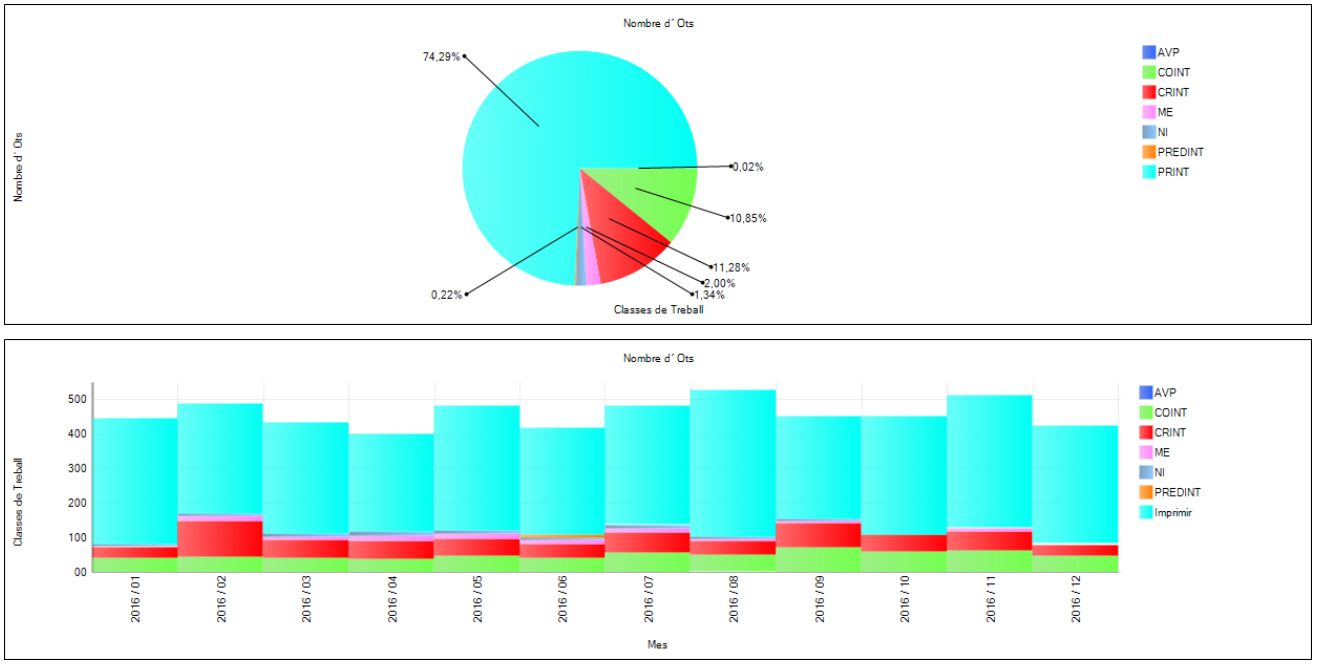 Nombre d´ Ots
Nombre d´ Ots
74,29%
0,02%
10,85%
11,28%
2,00%
1,34%
0,22%
Classes de Treball
AVP
COINT
CRINT
ME
NI
PREDINT
PRINT
Nombre d´ Ots
Classes de Treball
500
400
300
200
100
00
2016 / 01
2016 / 02
2016 / 03
2016 / 04
2016 / 05
2016 / 06
2016 / 07
2016 / 08
2016 / 09
2016 / 10
2016 / 11
2016 / 12
Mes
AVP
COINT
CRINT
ME
NI
PREDINT
Imprimir